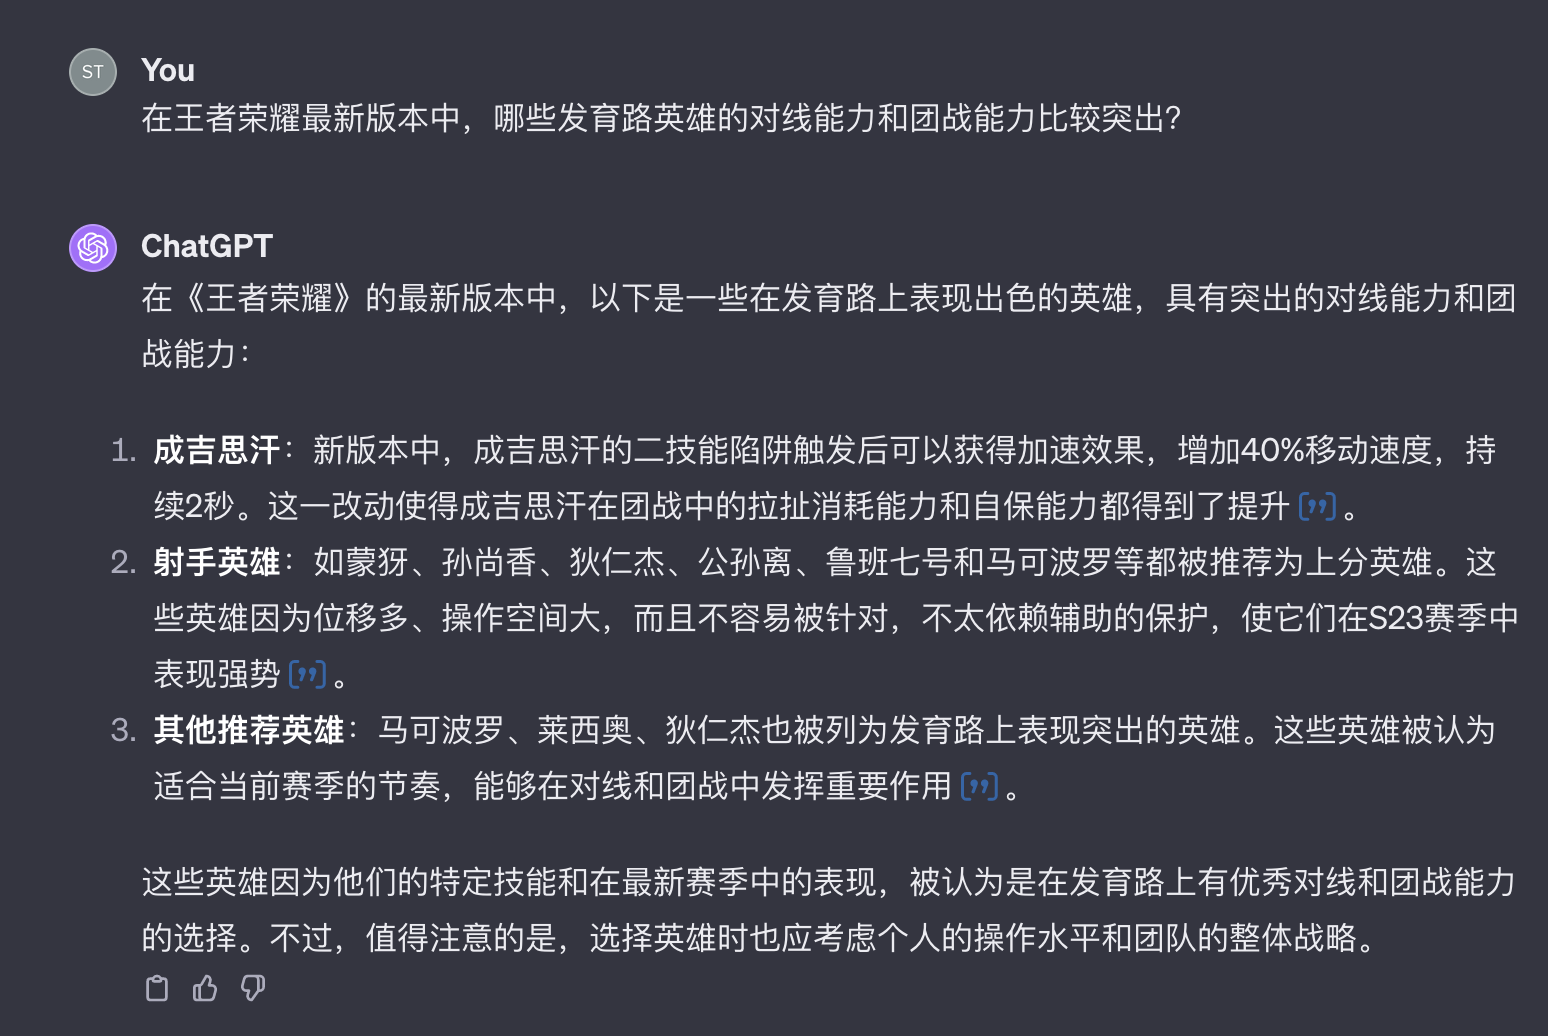 ST
You
在王者荣耀最新版本中，哪些发育路英雄的对线能力和团战能力比较突出?
ChatGPT
在《王者荣耀》的最新版本中，以下是一些在发育路上表现出色的英雄，具有突出的对线能力和团
战能力：
1. 成吉思汗：新版本中，成吉思汗的二技能陷阱触发后可以获得加速效果，增加40%移动速度，持
续2秒。这一改动使得成吉思汗在团战中的拉扯消耗能力和自保能力都得到了提升 [❜❜] 。
2. 射手英雄：如蒙犽、孙尚香、狄仁杰、公孙离、鲁班七号和马可波罗等都被推荐为上分英雄。这
些英雄因为位移多、操作空间大，而且不容易被针对，不太依赖辅助的保护，使它们在S23赛季中
表现强势 [❜❜] 。
3. 其他推荐英雄：马可波罗、莱西奥、狄仁杰也被列为发育路上表现突出的英雄。这些英雄被认为
适合当前赛季的节奏，能够在对线和团战中发挥重要作用 [❜❜] 。
这些英雄因为他们的特定技能和在最新赛季中的表现，被认为是在发育路上有优秀对线和团战能力
的选择。不过，值得注意的是，选择英雄时也应考虑个人的操作水平和团队的整体战略。